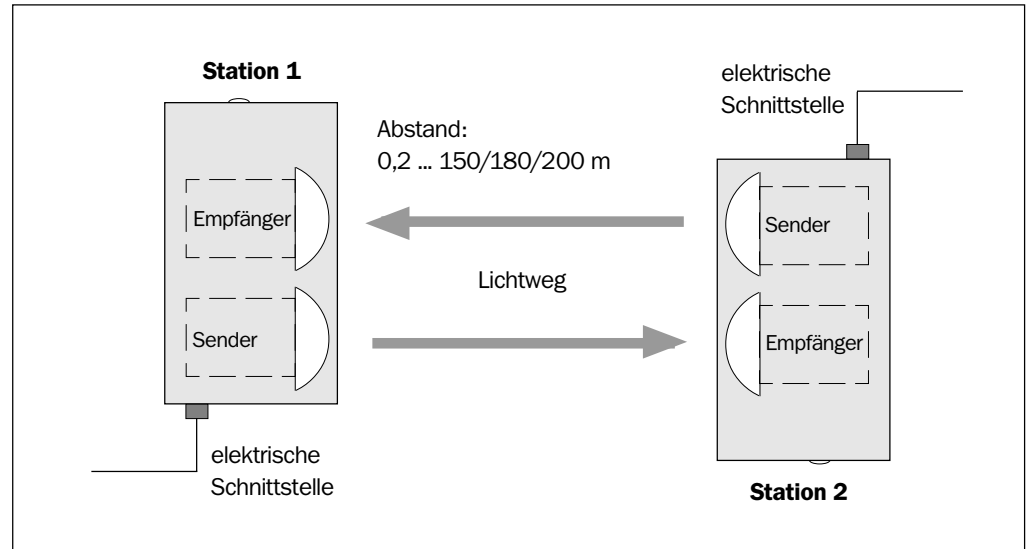 Station 1
elektrische
Schnittstelle
Abstand:
0,2 ... 150/180/200 m
Empfänger
Sender
Lichtweg
Sender
Empfänger
elektrische
Schnittstelle
Station 2